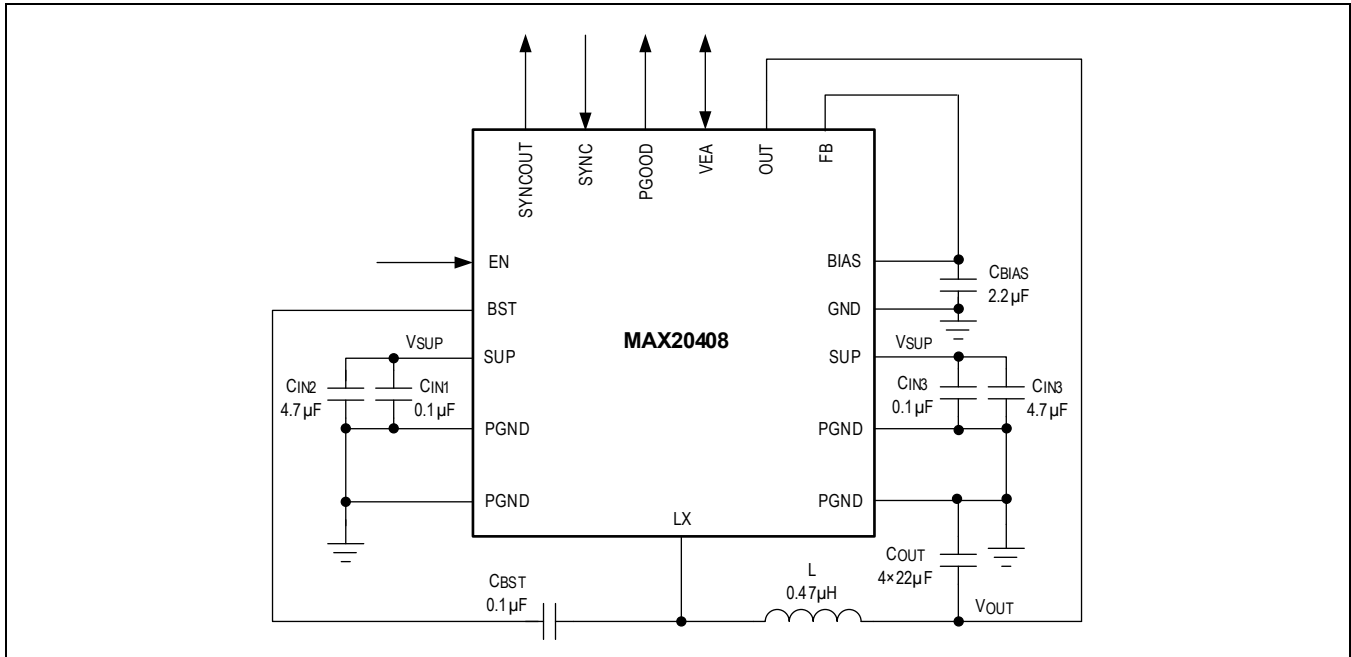 SYNCOUT
SYNC
PGOOD
VEA
OUT
FB
EN
BIAS
CBIAS
2.2µF
BST
GND
MAX20408
VSUP
SUP
VSUP
SUP
CIN2
4.7µF
CIN1
0.1µF
CIN3
0.1µF
CIN3
4.7µF
PGND
PGND
PGND
PGND
LX
COUT
4×22µF
CBST
0.1µF
L
0.47µH
VOUT